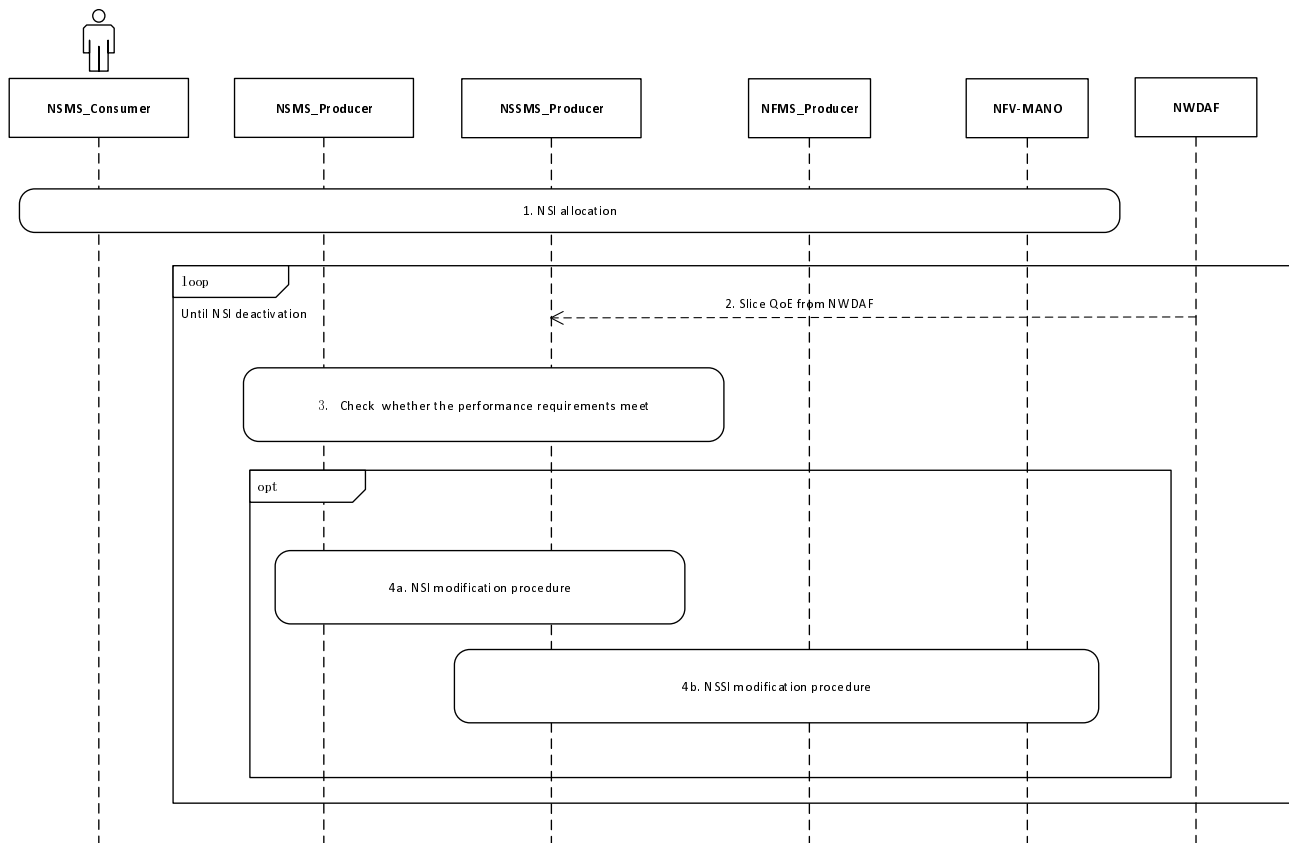 NSMS_Consumer
NSMS_Producer
NSSMS_Producer
NFMS_Producer
NFV-MANO
NWDAF
1. NSI allocation
loop
Until NSI deactivation
2. Slice QoE from NWDAF
3. Check whether the performance requirements meet
opt
4a. NSI modification procedure
4b. NSSI modification procedure